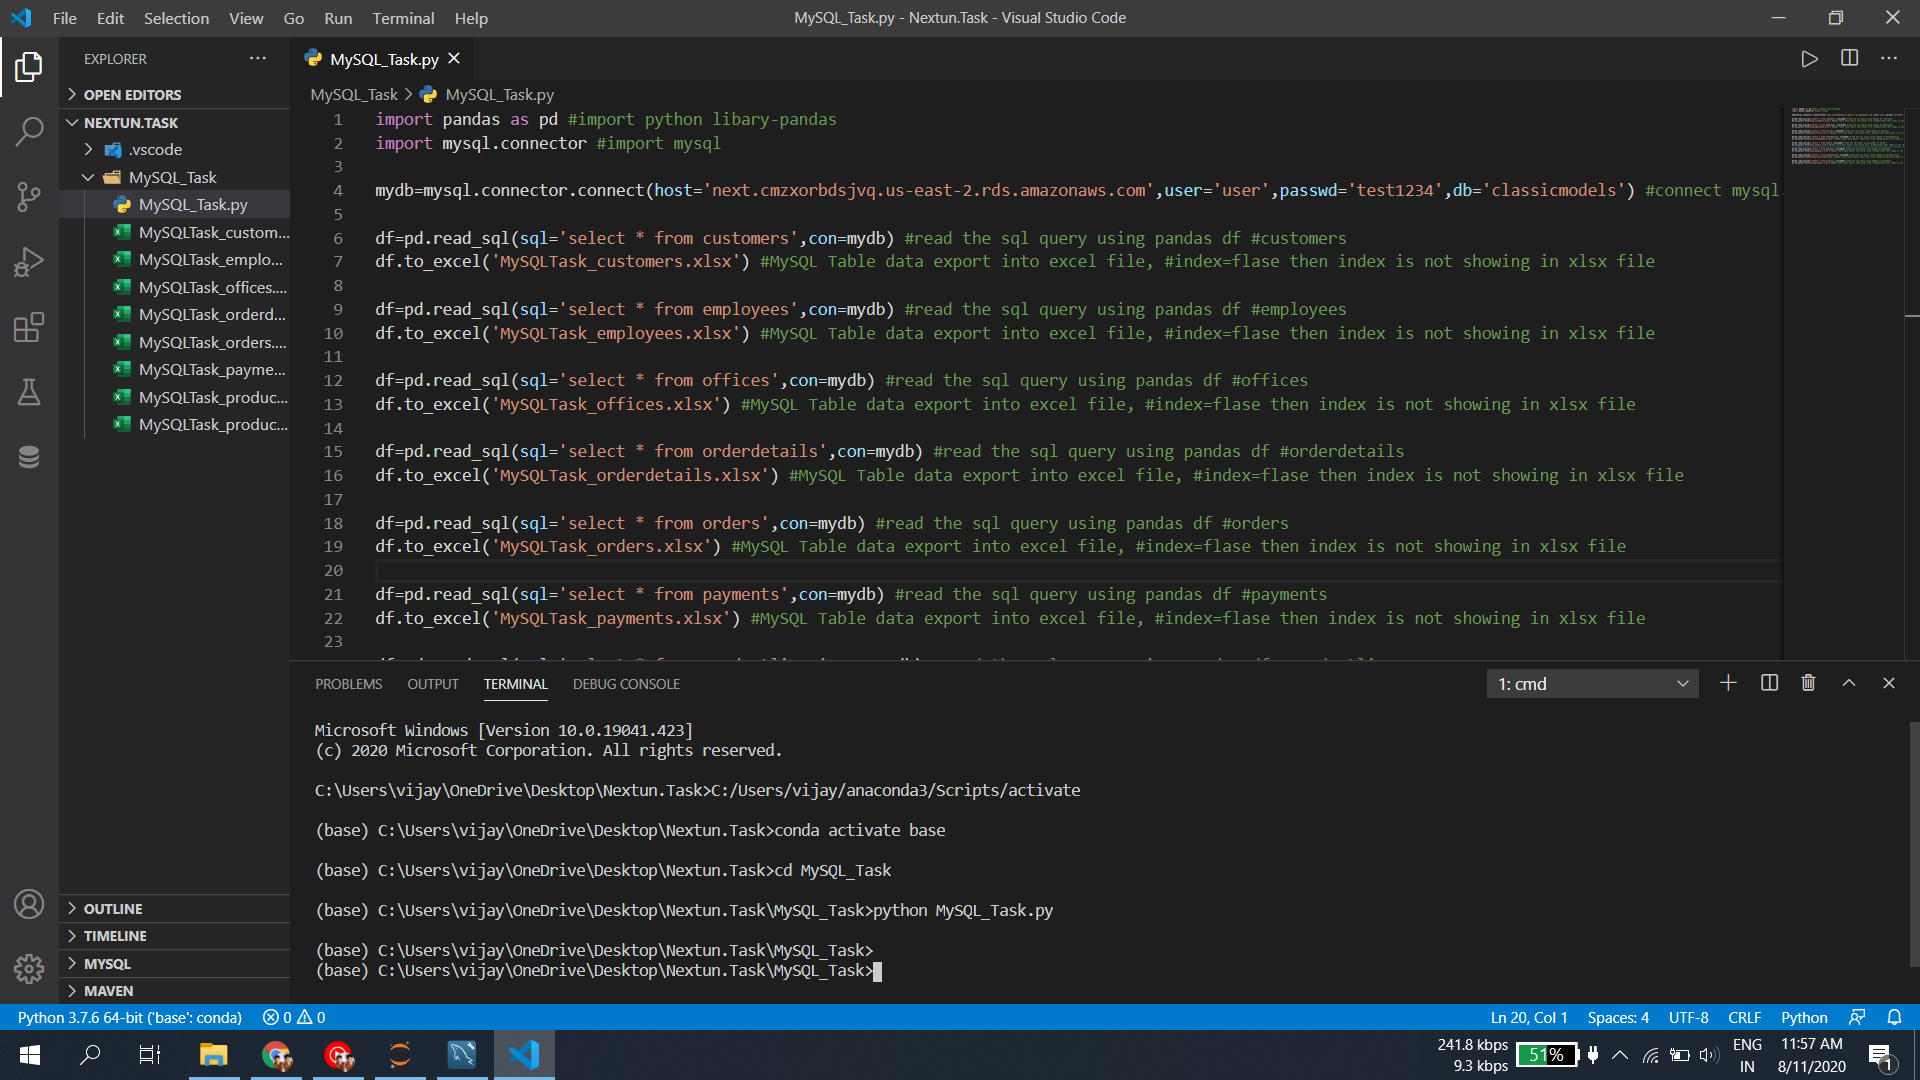 File Edit Selection View Go Run Terminal Help
MySQL_Task.py - Nextun.Task - Visual Studio Code
EXPLORER
OPEN EDITORS
NEXTUN.TASK
.vscode
MySQL_Task
MySQL_Task.py
MySQLTask_custom...
MySQLTask_emplo...
MySQLTask_offices....
MySQLTask_orderd...
MySQLTask_orders....
MySQLTask_payme...
MySQLTask_produc...
MySQLTask_produc...
OUTLINE
TIMELINE
MYSQL
MAVEN
MySQL_Task.py
MySQL_Task > MySQL_Task.py
1 import pandas as pd #import python libary-pandas
2 import mysql.connector #import mysql
3
4 mydb=mysql.connector.connect(host='next.cmzxorbdsjvq.us-east-2.rds.amazonaws.com',user='user',passwd='test1234',db='classicmodels') #connect mysql
5
6 df=pd.read_sql(sql='select * from customers',con=mydb) #read the sql query using pandas df #customers
7 df.to_excel('MySQLTask_customers.xlsx') #MySQL Table data export into excel file, #index=flase then index is not showing in xlsx file
8
9 df=pd.read_sql(sql='select * from employees',con=mydb) #read the sql query using pandas df #employees
10 df.to_excel('MySQLTask_employees.xlsx') #MySQL Table data export into excel file, #index=flase then index is not showing in xlsx file
11
12 df=pd.read_sql(sql='select * from offices',con=mydb) #read the sql query using pandas df #offices
13 df.to_excel('MySQLTask_offices.xlsx') #MySQL Table data export into excel file, #index=flase then index is not showing in xlsx file
14
15 df=pd.read_sql(sql='select * from orderdetails',con=mydb) #read the sql query using pandas df #orderdetails
16 df.to_excel('MySQLTask_orderdetails.xlsx') #MySQL Table data export into excel file, #index=flase then index is not showing in xlsx file
17
18 df=pd.read_sql(sql='select * from orders',con=mydb) #read the sql query using pandas df #orders
19 df.to_excel('MySQLTask_orders.xlsx') #MySQL Table data export into excel file, #index=flase then index is not showing in xlsx file
20
21 df=pd.read_sql(sql='select * from payments',con=mydb) #read the sql query using pandas df #payments
22 df.to_excel('MySQLTask_payments.xlsx') #MySQL Table data export into excel file, #index=flase then index is not showing in xlsx file
23
PROBLEMS OUTPUT TERMINAL DEBUG CONSOLE
1: cmd
Microsoft Windows [Version 10.0.19041.423]
(c) 2020 Microsoft Corporation. All rights reserved.
C:\Users\vijay\OneDrive\Desktop\Nextun.Task>C:/Users/vijay/anaconda3/Scripts/activate
(base) C:\Users\vijay\OneDrive\Desktop\Nextun.Task>conda activate base
(base) C:\Users\vijay\OneDrive\Desktop\Nextun.Task>cd MySQL_Task
(base) C:\Users\vijay\OneDrive\Desktop\Nextun.Task\MySQL_Task>python MySQL_Task.py
(base) C:\Users\vijay\OneDrive\Desktop\Nextun.Task\MySQL_Task>
(base) C:\Users\vijay\OneDrive\Desktop\Nextun.Task\MySQL_Task>
Python 3.7.6 64-bit ('base': conda) 0 0
Ln 20, Col 1 Spaces: 4 UTF-8 CRLF Python
241.8 kbps
9.3 kbps
51%
ENG
IN
11:57 AM
8/11/2020
1